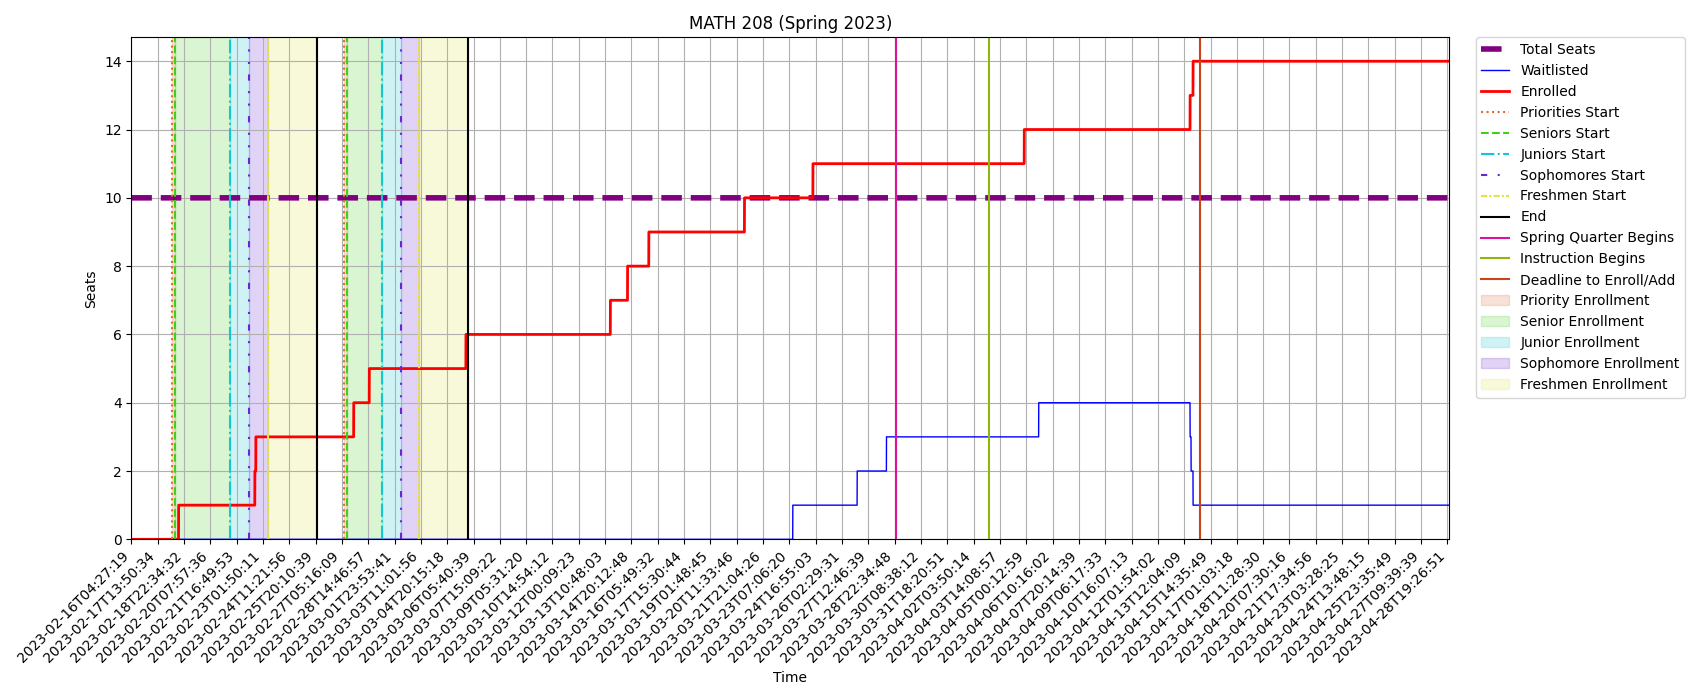 MATH 208 (Spring 2023)
Seats
14
12
10
8
6
4
2
0
2023-02-16T04:27:19
2023-02-17T13:50:34
2023-02-18T22:34:32
2023-02-20T07:57:36
2023-02-21T16:49:53
2023-02-23T01:50:11
2023-02-24T11:21:56
2023-02-25T20:10:39
2023-02-27T05:16:09
2023-02-28T14:46:57
2023-03-01T23:53:41
2023-03-03T11:01:56
2023-03-04T20:15:18
2023-03-06T05:40:39
2023-03-07T15:09:22
2023-03-09T05:31:20
2023-03-10T14:54:12
2023-03-12T00:09:23
2023-03-13T10:48:03
2023-03-14T20:12:48
2023-03-16T05:49:32
2023-03-17T15:30:44
2023-03-19T01:48:45
2023-03-20T11:33:46
2023-03-21T21:04:26
2023-03-23T07:06:20
2023-03-24T16:55:03
2023-03-26T02:29:31
2023-03-27T12:46:39
2023-03-28T22:34:48
2023-03-30T08:38:12
2023-03-31T18:20:51
2023-04-02T03:50:14
2023-04-03T14:08:57
2023-04-05T00:12:59
2023-04-06T10:16:02
2023-04-07T20:14:39
2023-04-09T06:17:33
2023-04-10T16:07:13
2023-04-12T01:54:02
2023-04-13T12:04:09
2023-04-15T14:35:49
2023-04-17T01:03:18
2023-04-18T11:28:30
2023-04-20T07:30:16
2023-04-21T17:34:56
2023-04-23T03:28:25
2023-04-24T13:48:15
2023-04-25T23:35:49
2023-04-27T09:39:39
2023-04-28T19:26:51
Time
Total Seats
Waitlisted
Enrolled
Priorities Start
Seniors Start
Juniors Start
Sophomores Start
Freshmen Start
End
Spring Quarter Begins
Instruction Begins
Deadline to Enroll/Add
Priority Enrollment
Senior Enrollment
Junior Enrollment
Sophomore Enrollment
Freshmen Enrollment